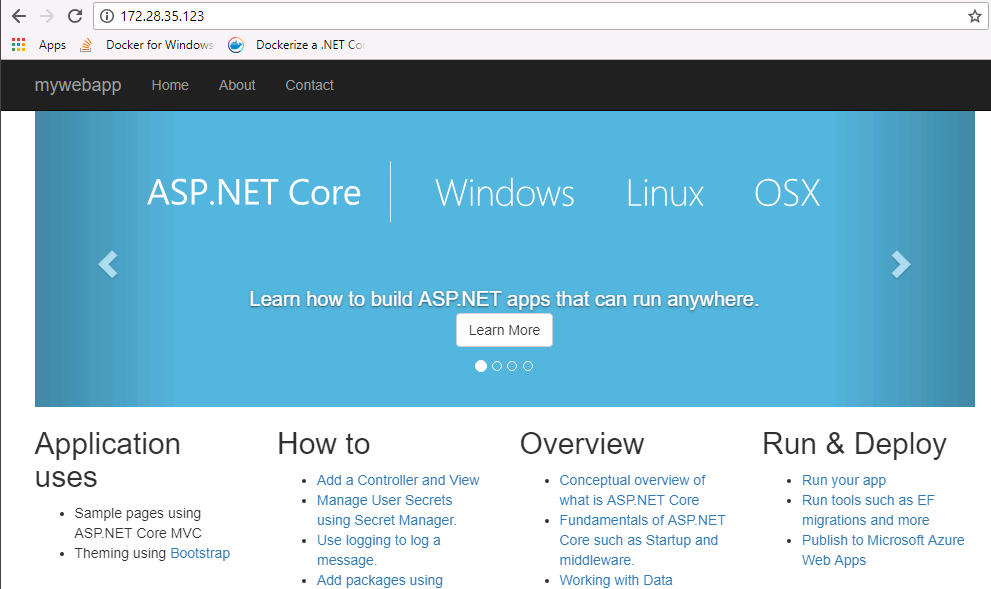 172.28.35.123
Apps Docker for Windows Dockerize a .NET Co
mywebapp Home About Contact
ASP.NET Core Windows Linux OSX
Learn how to build ASP.NET apps that can run anywhere.
Learn More
Application
uses
Sample pages using
ASP.NET Core MVC
Theming using Bootstrap
How to
Add a Controller and View
Manage User Secrets
using Secret Manager.
Use logging to log a
message.
Add packages using
Overview
Conceptual overview of
what is ASP.NET Core
Fundamentals of ASP.NET
Core such as Startup and
middleware.
Working with Data
Run & Deploy
Run your app
Run tools such as EF
migrations and more
Publish to Microsoft Azure
Web Apps